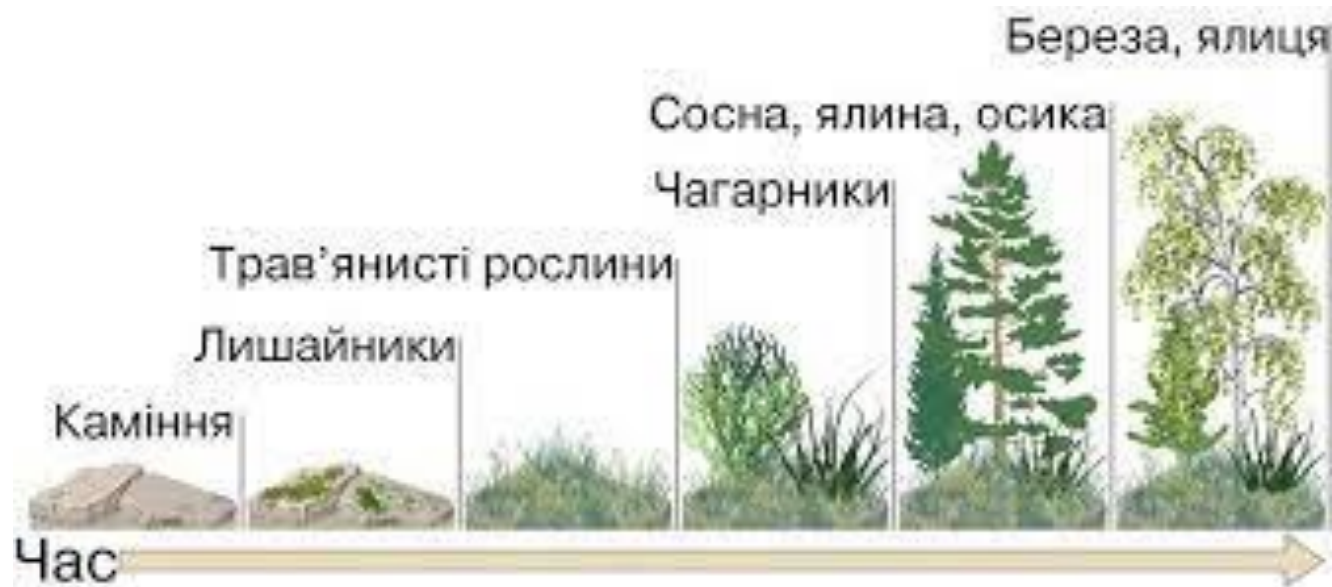 Береза, ялиця
Сосна, ялина, осика
Чагарники
Трав’янисті рослини
Лишайники
Каміння
Час